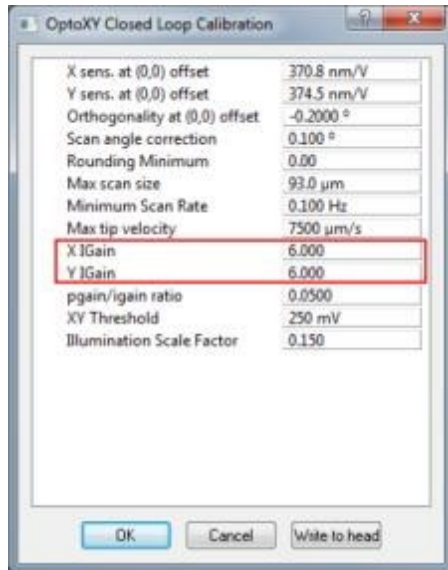 OptoXY Closed Loop Calibration
X sens. at (0,0) offset 370.8 nm/V
Y sens. at (0,0) offset 374.5 nm/V
Orthogonality at (0,0) offset -0.2000 º
Scan angle correction 0.100 º
Rounding Minimum 0.00
Max scan size 93.0 µm
Minimum Scan Rate 0.100 Hz
Max tip velocity 7500 µm/s
X IGain 6.000
Y IGain 6.000
pgain/igain ratio 0.0500
XY Threshold 250 mV
Illumination Scale Factor 0.150
OK Cancel Write to head